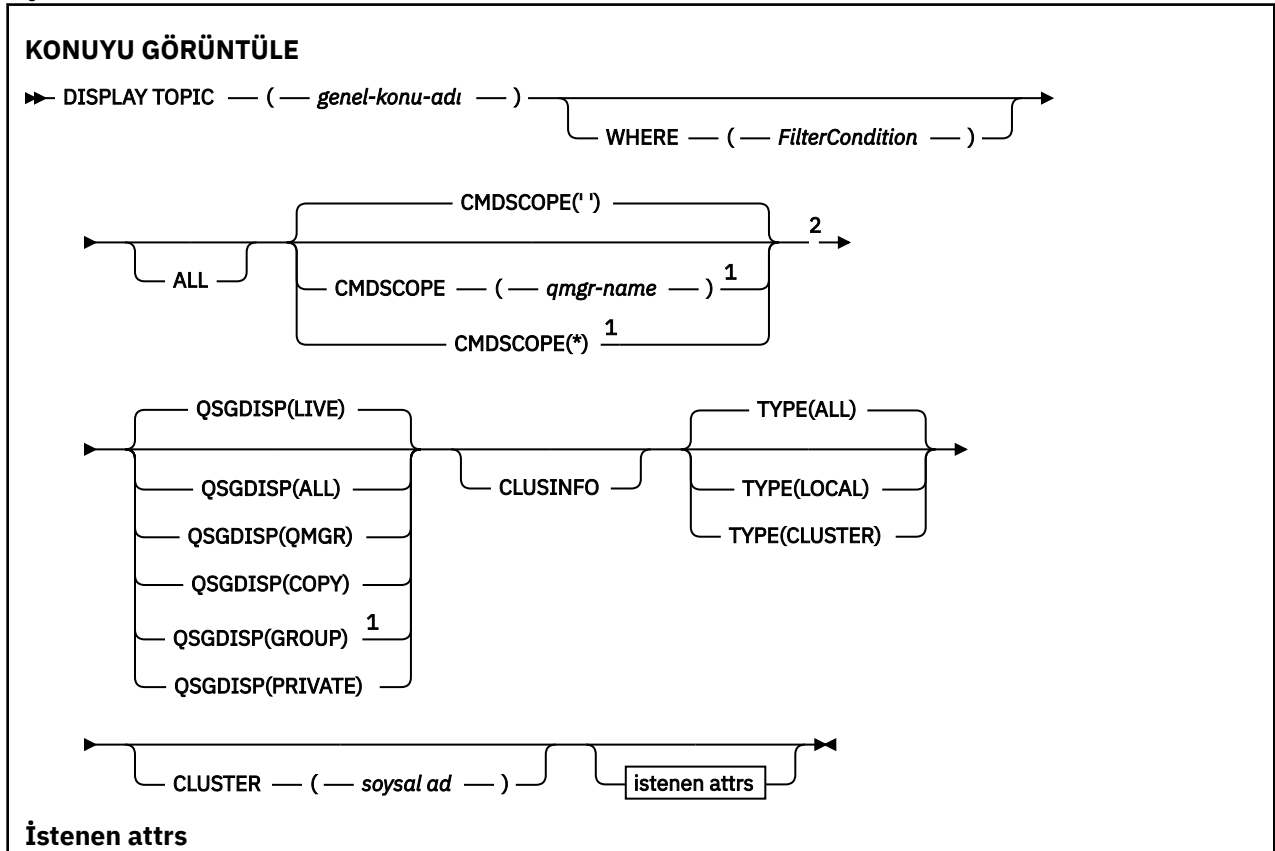 KONUYU GÖRÜNTÜLE
DISPLAY TOPIC ( genel-konu-adı )
WHERE ( FilterCondition )
CMDSCOPE(' ')
2
ALL
CMDSCOPE ( qmgr-name ) 1
CMDSCOPE(*) 1
QSGDISP(LIVE) TYPE(ALL)
QSGDISP(ALL) CLUSINFO TYPE(LOCAL)
QSGDISP(QMGR) TYPE(CLUSTER)
QSGDISP(COPY)
QSGDISP(GROUP) 1
QSGDISP(PRIVATE)
CLUSTER ( soysal ad ) istenen attrs
İstenen attrs